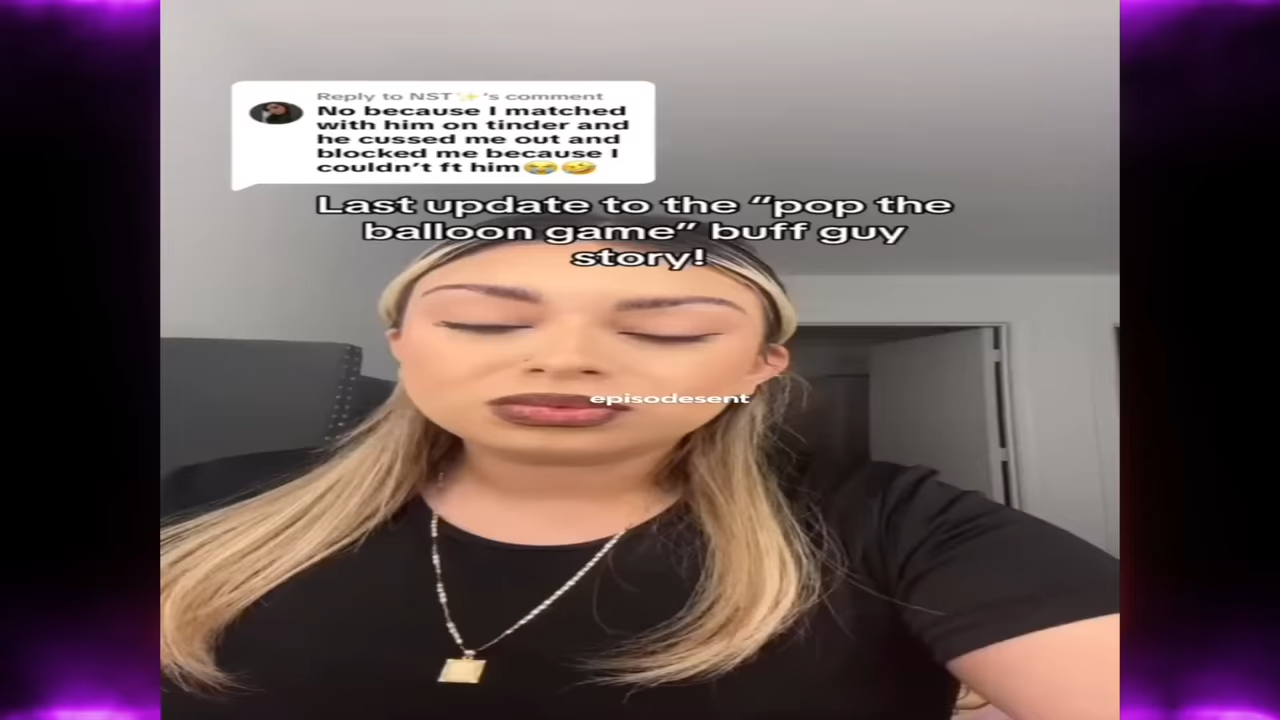 Reply to NST✨'s comment
No because I matched
with him on tinder and
he cussed me out and
blocked me because I
couldn't ft him😭🤣
Last update to the “pop the
balloon game” buff guy
story!
episodesent